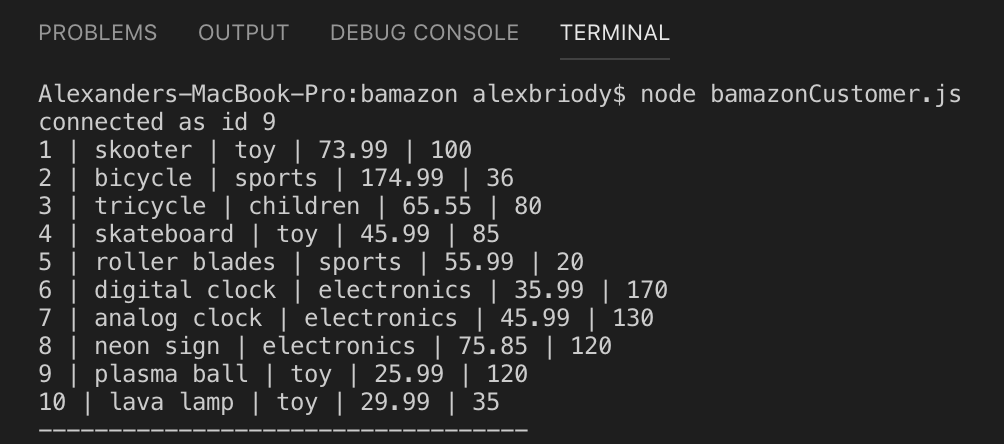 PROBLEMS OUTPUT DEBUG CONSOLE TERMINAL
Alexanders-MacBook-Pro:bamazon alexbriody$ node bamazonCustomer.js
connected as id 9
1 | skooter | toy | 73.99 | 100
2 | bicycle | sports | 174.99 | 36
3 | tricycle | children | 65.55 | 80
4 | skateboard | toy | 45.99 | 85
5 | roller blades | sports | 55.99 | 20
6 | digital clock | electronics | 35.99 | 170
7 | analog clock | electronics | 45.99 | 130
8 | neon sign | electronics | 75.85 | 120
9 | plasma ball | toy | 25.99 | 120
10 | lava lamp | toy | 29.99 | 35
-----------------------------------